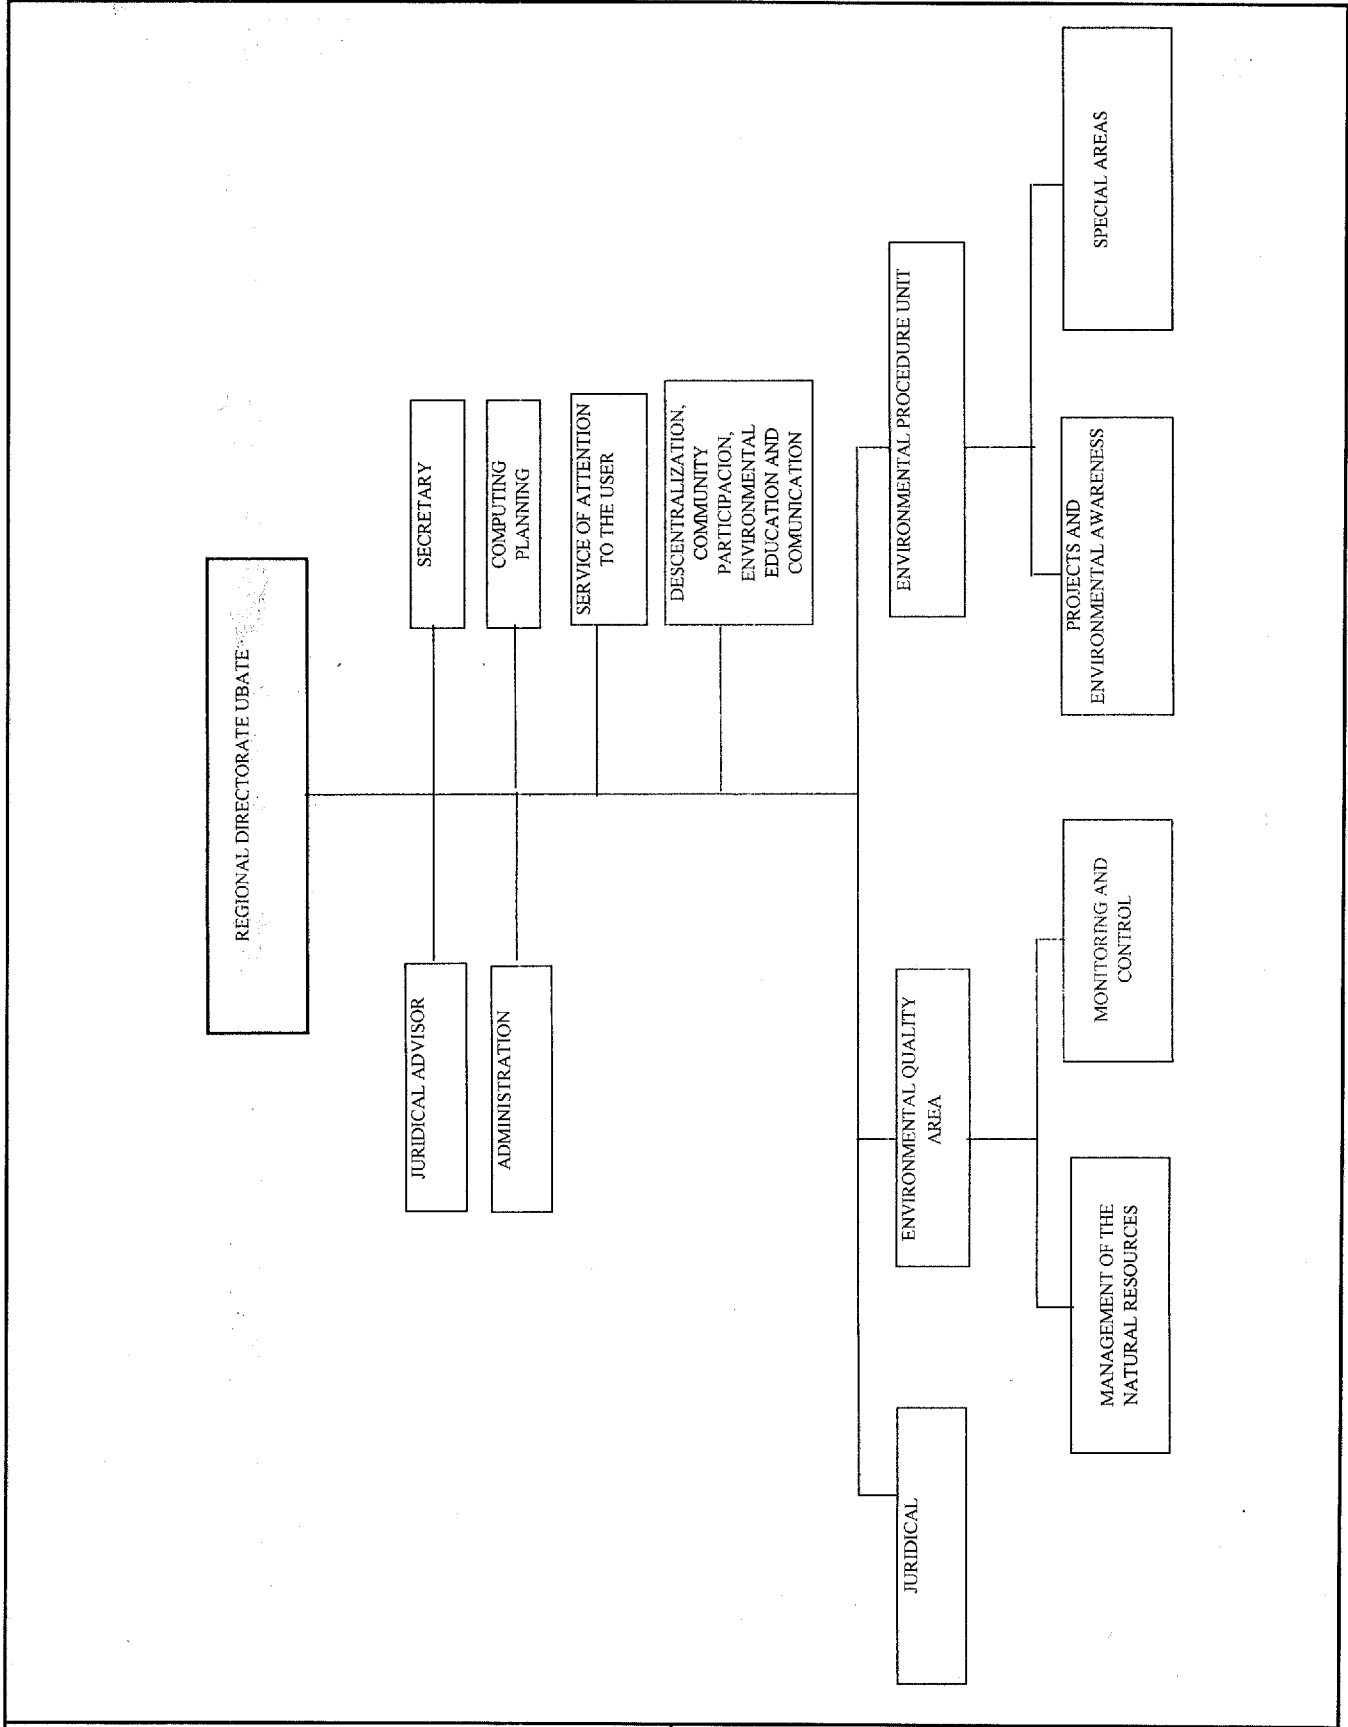 REGIONAL DIRECTORATE UBATE
JURIDICAL ADVISOR
SECRETARY
ADMINISTRATION
COMPUTING
PLANNING
SERVICE OF ATTENTION
TO THE USER
DESCENTRALIZATION,
COMMUNITY
PARTICIPACION,
ENVIRONMENTAL
EDUCATION AND
COMUNICATION
JURIDICAL
ENVIRONMENTAL QUALITY
AREA
ENVIRONMENTAL PROCEDURE UNIT
MANAGEMENT OF THE
NATURAL RESOURCES
MONITORING AND
CONTROL
PROJECTS AND
ENVIRONMENTAL AWARENESS
SPECIAL AREAS